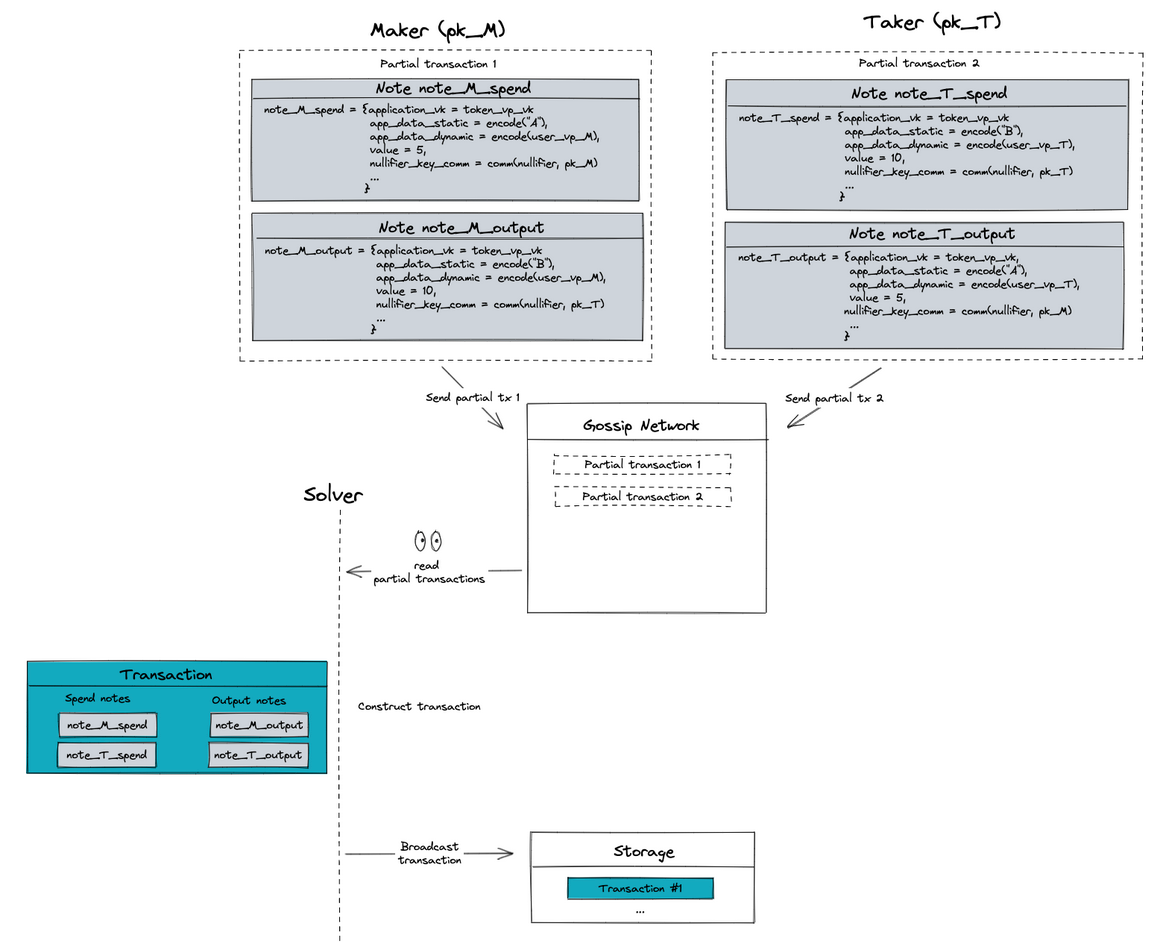 Maker (pk_M)
Partial transaction 1
Note note_M_spend
note_M_spend = {application_vk = token_vp_vk
app_data_static = encode("A"),
app_data_dynamic = encode(user_vp_M),
value = 5,
nullifier_key_comm = comm(nullifier, pk_M)
...
}
Note note_M_output
note_M_output = {application_vk = token_vp_vk
app_data_static = encode("B"),
app_data_dynamic = encode(user_vp_M),
value = 10,
nullifier_key_comm = comm(nullifier, pk_T)
...
}
Taker (pk_T)
Partial transaction 2
Note note_T_spend
note_T_spend = {application_vk = token_vp_vk
app_data_static = encode("B"),
app_data_dynamic = encode(user_vp_T),
value = 10,
nullifier_key_comm = comm(nullifier, pk_T)
...
}
Note note_T_output
note_T_output = {application_vk = token_vp_vk,
app_data_static = encode("A"),
app_data_dynamic = encode(user_vp_T),
value = 5,
nullifier_key_comm = comm(nullifier, pk_M)
...
}
Send partial tx 1
Send partial tx 2
Gossip Network
Partial transaction 1
Partial transaction 2
Solver
read
partial transactions
Transaction
Spend notes
Output notes
note_M_spend
note_M_output
note_T_spend
note_T_output
Construct transaction
Broadcast
transaction
Storage
Transaction #1
...